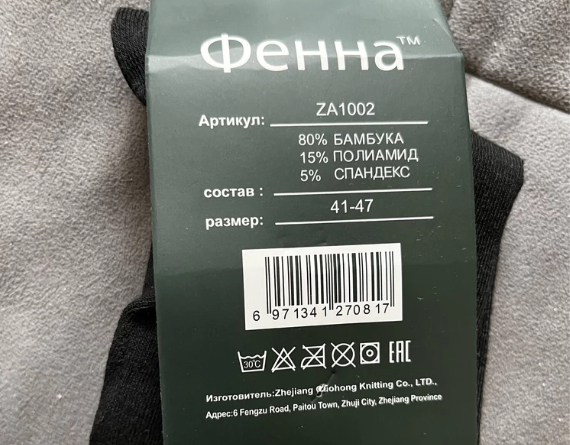 Фенна™
Артикул: ZA1002
80% БАМБУКА
15% ПОЛИАМИД
5% СПАНДЕКС
состав :
размер: 41-47
6 971341 270817
30°C EAC
Изготовитель:Zhejiang Zhohong Knitting Co., LTD.,
Адрес:6 Fengzu Road, Paitou Town, Zhuji City, Zhejiang Province